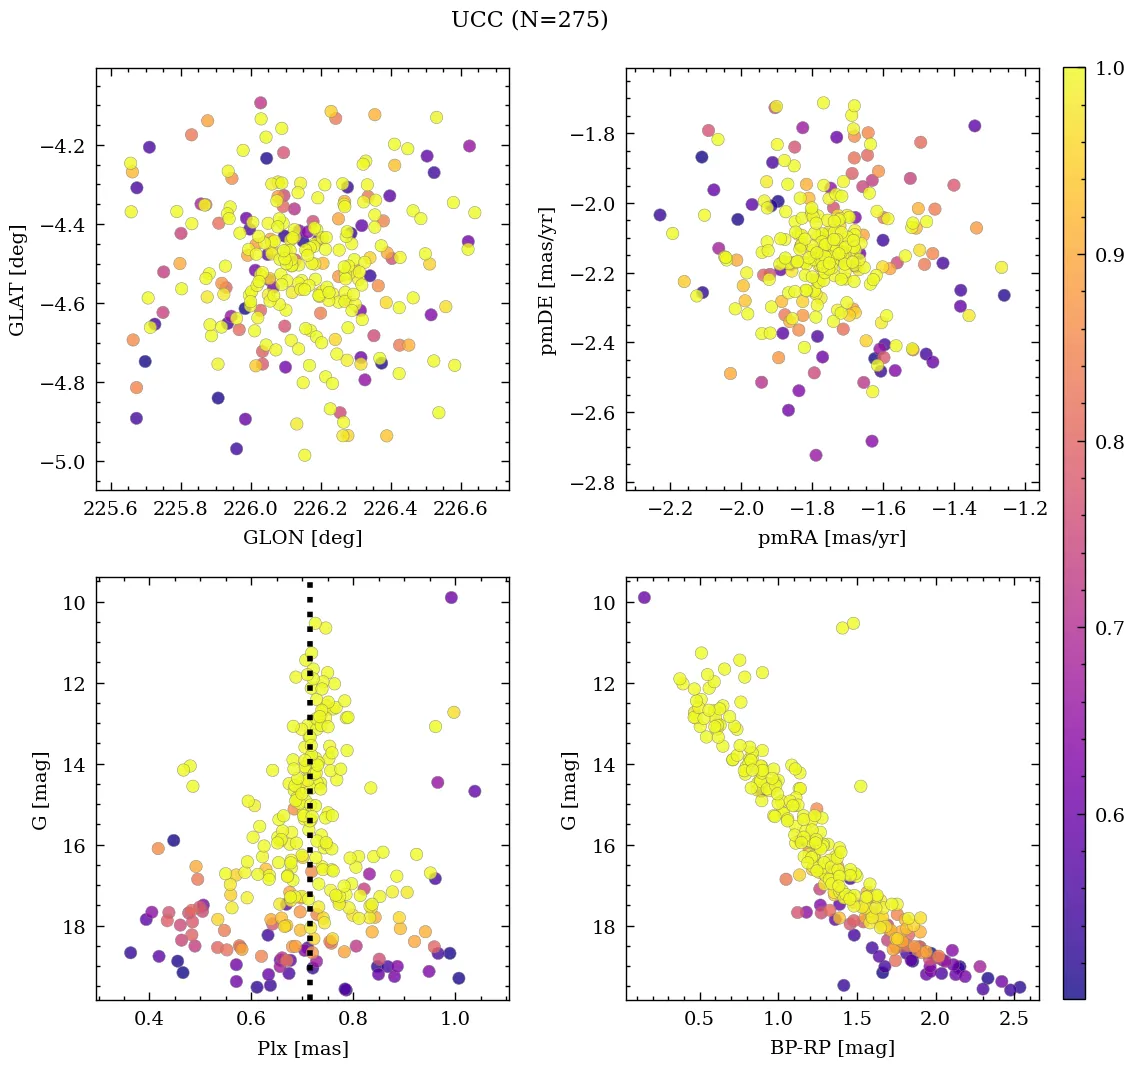 UCC (N=275)
−4.2
−4.4
−4.6
−4.8
−5.0
GLAT [deg]
225.6 225.8 226.0 226.2 226.4 226.6
GLON [deg]
−1.8
−2.0
−2.2
−2.4
−2.6
−2.8
pmDE [mas/yr]
−2.2 −2.0 −1.8 −1.6 −1.4 −1.2
pmRA [mas/yr]
1.0
0.9
0.8
0.7
0.6
10
12
14
16
18
G [mag]
0.4 0.6 0.8 1.0
Plx [mas]
10
12
14
16
18
G [mag]
0.5 1.0 1.5 2.0 2.5
BP-RP [mag]